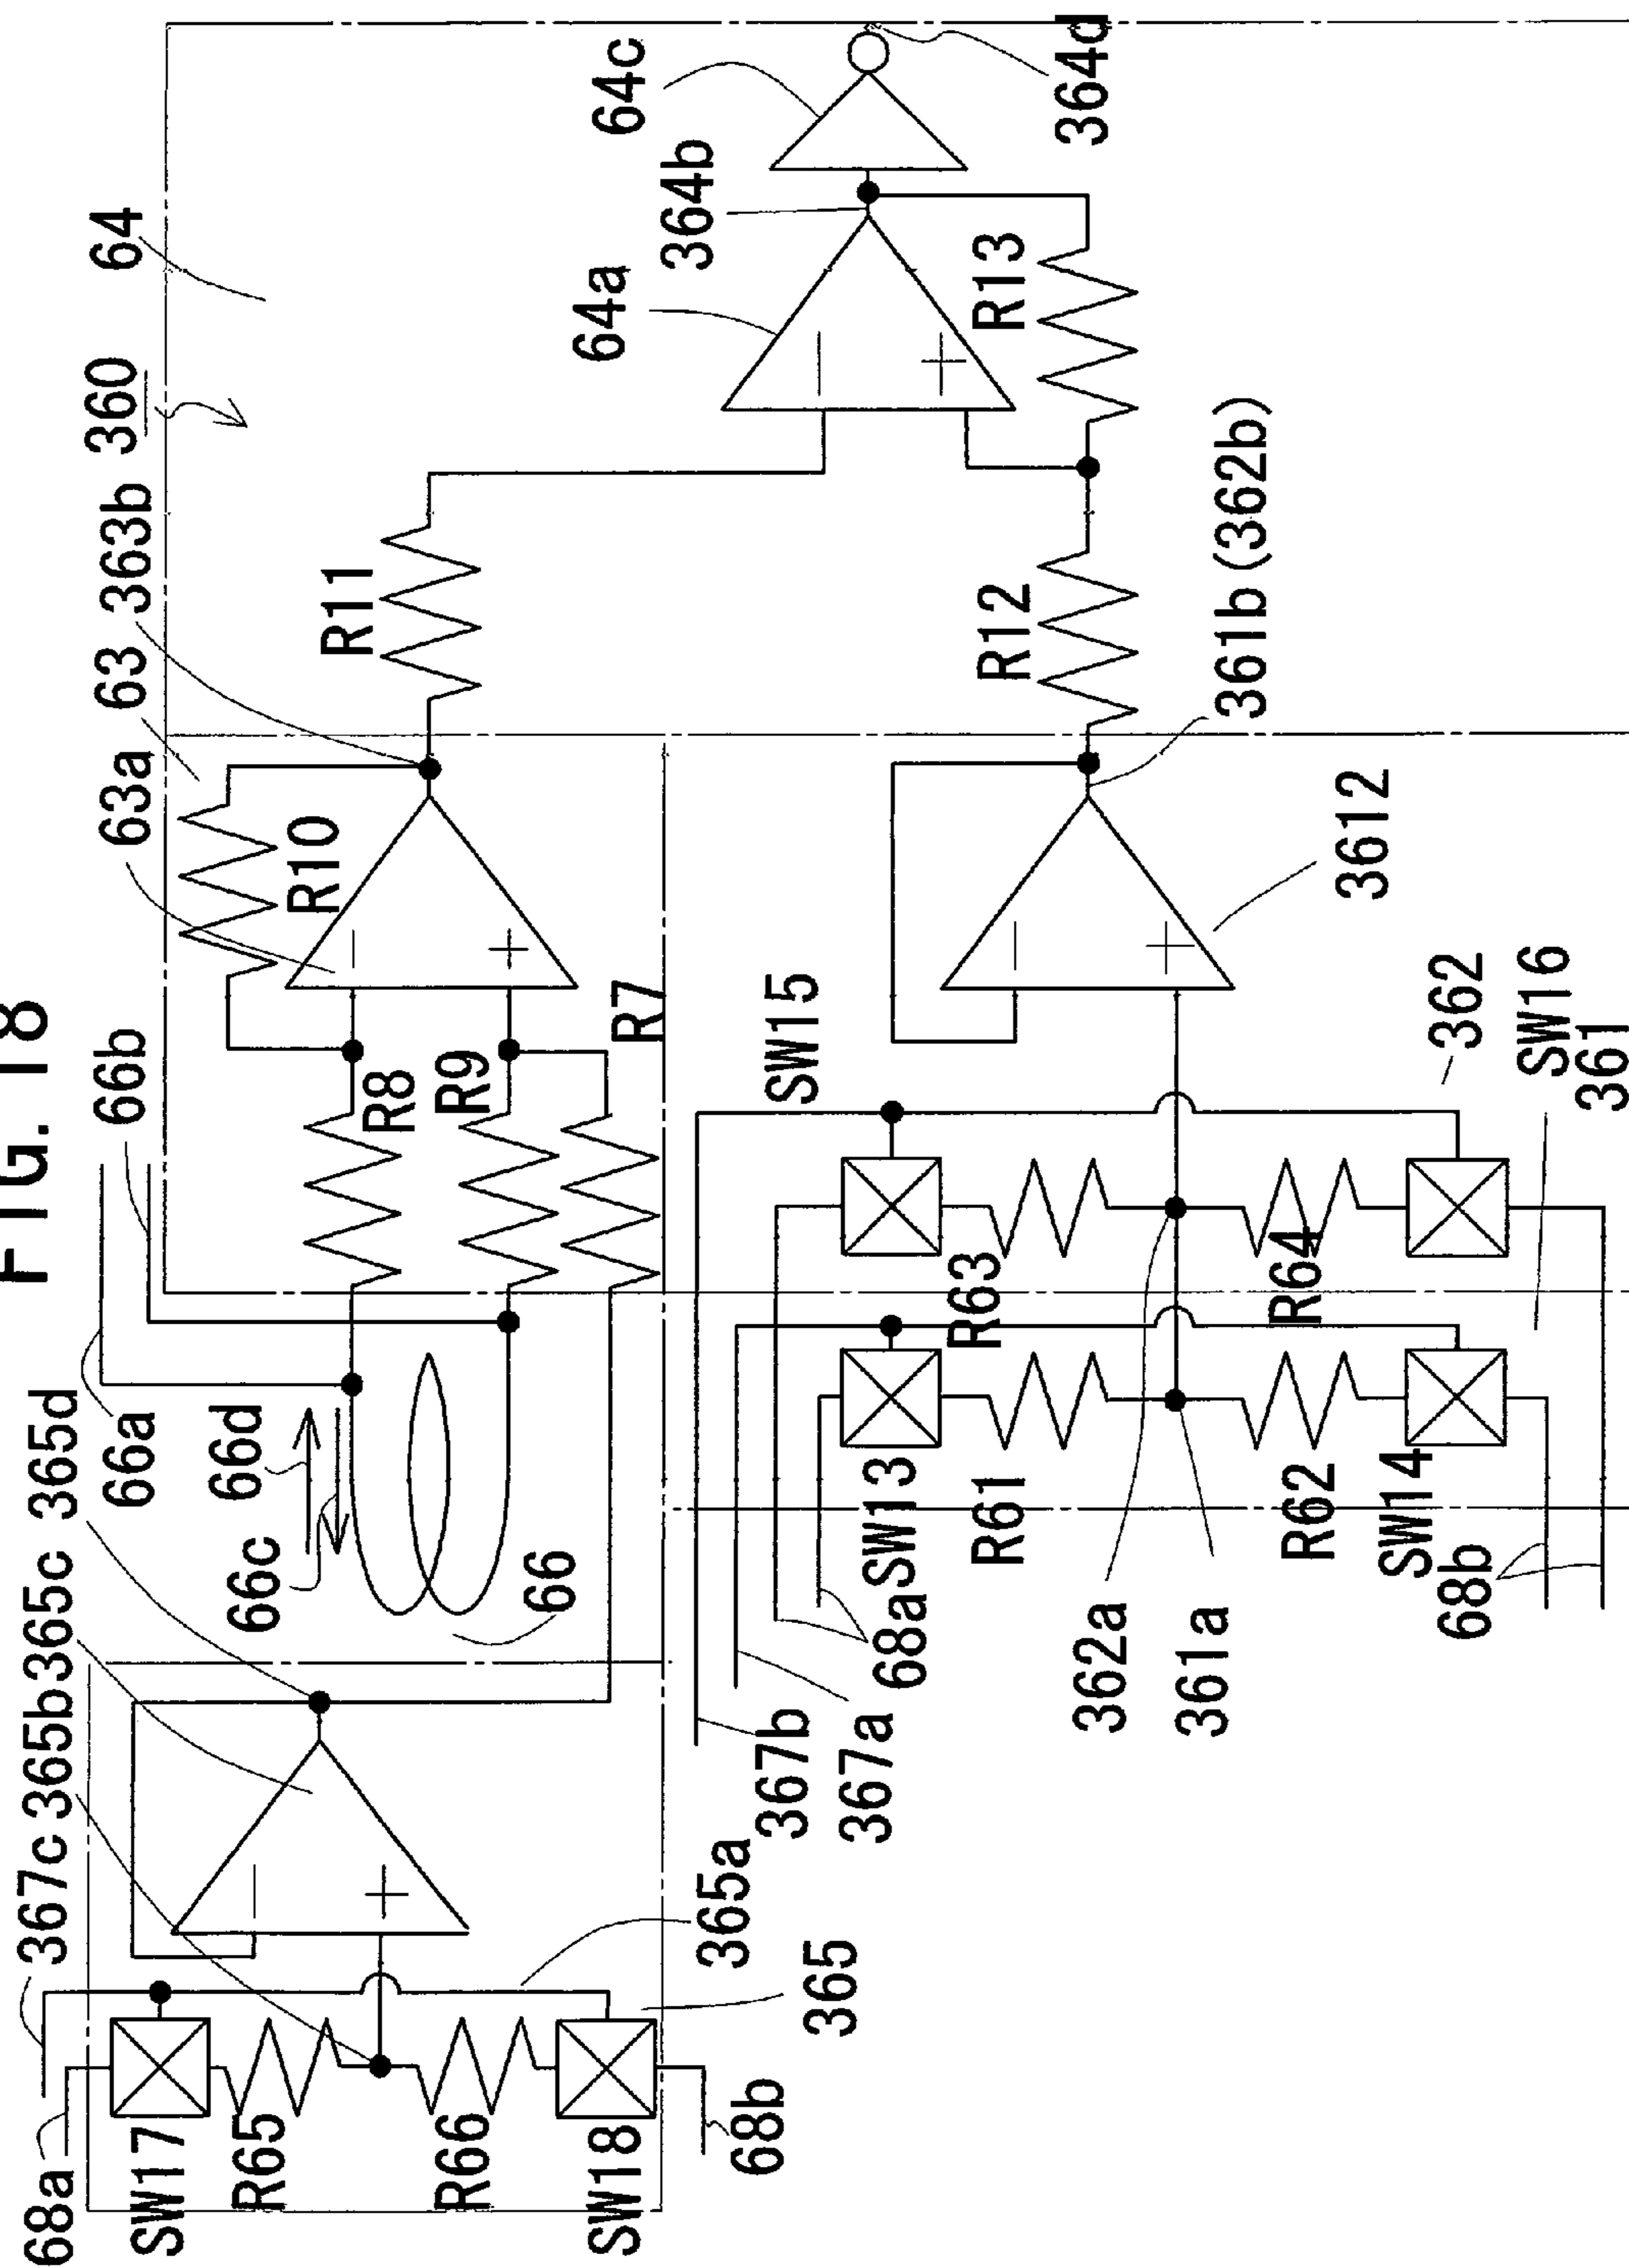 FIG. 18
360
64
63
363b
63a
R10
R8
R9
R7
R11
R12
R13
64a
364b
64c
364d
361b (362b)
3612
66b
66a
66d
66c
66
365d
365c
365b
367c
68a
SW17
R65
R66
SW18
68b
365a
365
367b
367a
68a
SW13
R61
R62
SW14
68b
362a
361a
SW15
R63
R64
362
SW16
361
−
+
−
+
−
+
−
+